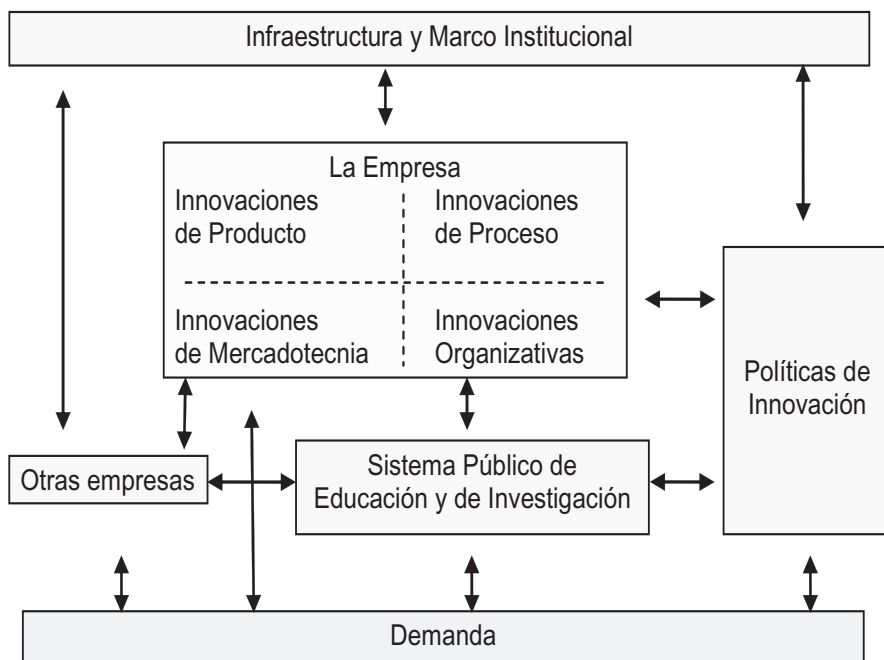 Infraestructura y Marco Institucional
La Empresa
Innovaciones
de Producto
Innovaciones
de Proceso
Innovaciones
de Mercadotecnia
Innovaciones
Organizativas
Políticas de
Innovación
Otras empresas
Sistema Público de
Educación y de Investigación
Demanda